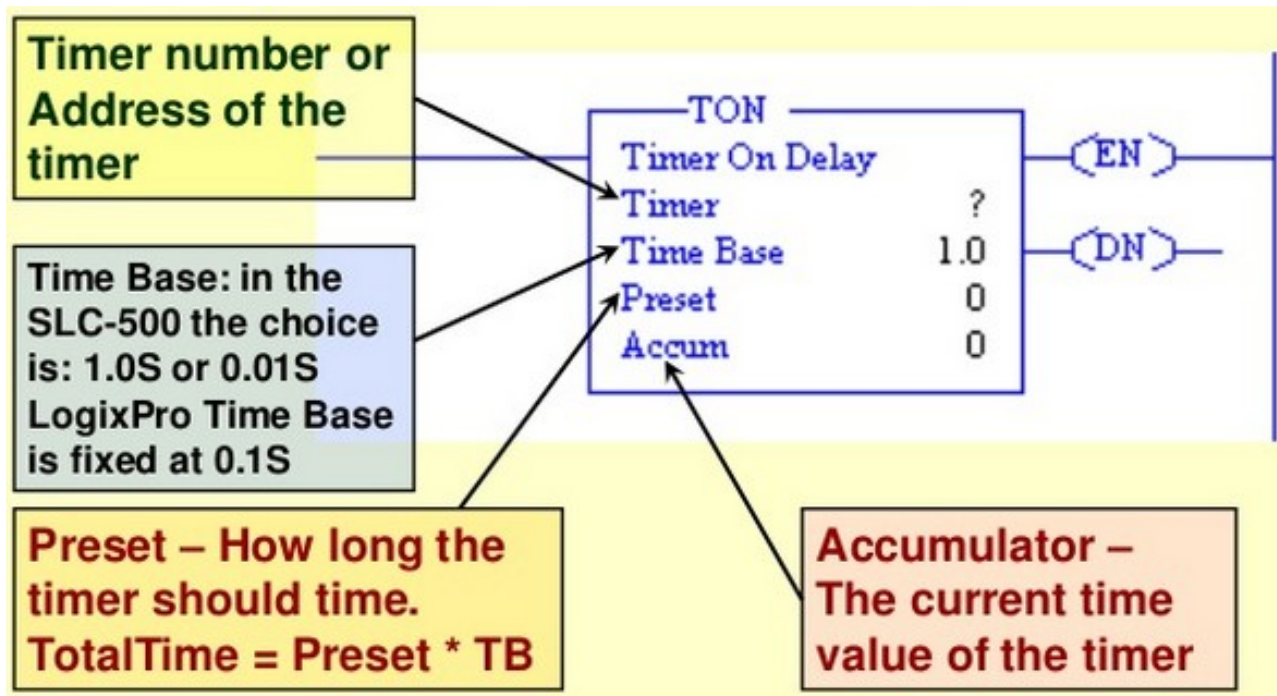 Timer number or
Address of the
timer
TON
Timer On Delay
Timer ?
Time Base 1.0
Preset 0
Accum 0
EN
DN
Time Base: in the
SLC-500 the choice
is: 1.0S or 0.01S
LogixPro Time Base
is fixed at 0.1S
Preset – How long the
timer should time.
TotalTime = Preset * TB
Accumulator –
The current time
value of the timer